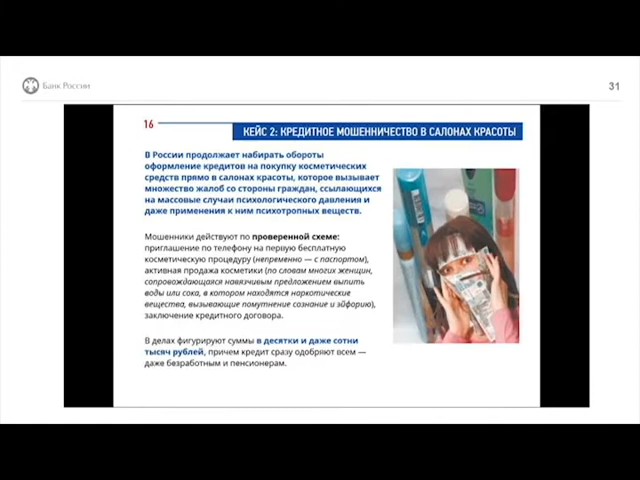 Банк России
31
16
КЕЙС 2: КРЕДИТНОЕ МОШЕННИЧЕСТВО В САЛОНАХ КРАСОТЫ
В России продолжает набирать обороты
оформление кредитов на покупку косметических
средств прямо в салонах красоты, которое вызывает
множество жалоб со стороны граждан, ссылающихся
на массовые случаи психологического давления и
даже применения к ним психотропных веществ.
Мошенники действуют по проверенной схеме:
приглашение по телефону на первую бесплатную
косметическую процедуру (непременно — с паспортом),
активная продажа косметики (по словам многих женщин,
сопровождающаяся навязчивым предложением выпить
воды или сока, в котором находятся наркотические
вещества, вызывающие помутнение сознание и эйфорию),
заключение кредитного договора.
В делах фигурируют суммы в десятки и даже сотни
тысяч рублей, причем кредит сразу одобряют всем —
даже безработным и пенсионерам.